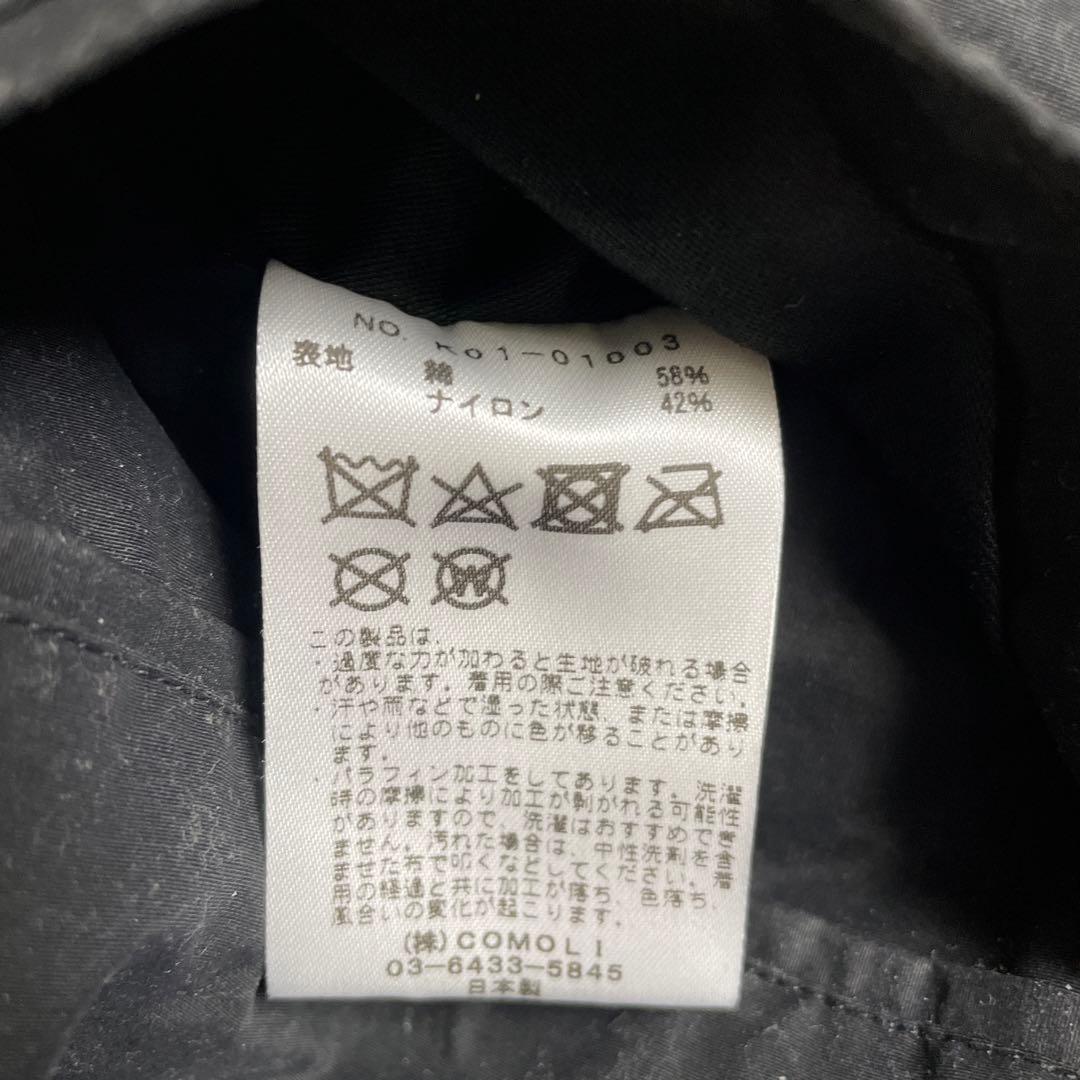 NO. K01-01003
表地 綿 58%
ナイロン 42%
W
この製品は、
・過度な力が加わると生地が破れる場合
があります。着用の際ご注意ください。
・汗や雨などで湿った状態、または摩擦
により他のものに色が移ることがあり
ます。
・パラフィン加工をしてあります。洗濯
時の摩擦により加工が剥がれる可能性
がありますので、洗濯はおすすめでき
ません。汚れた場合は、中性洗剤を含
ませた布で叩くなどしてください。着
用の経過と共に加工が落ち、色落ち、
風合いの変化が起こります。
(株)COMOLI
03-6433-5845
日本製